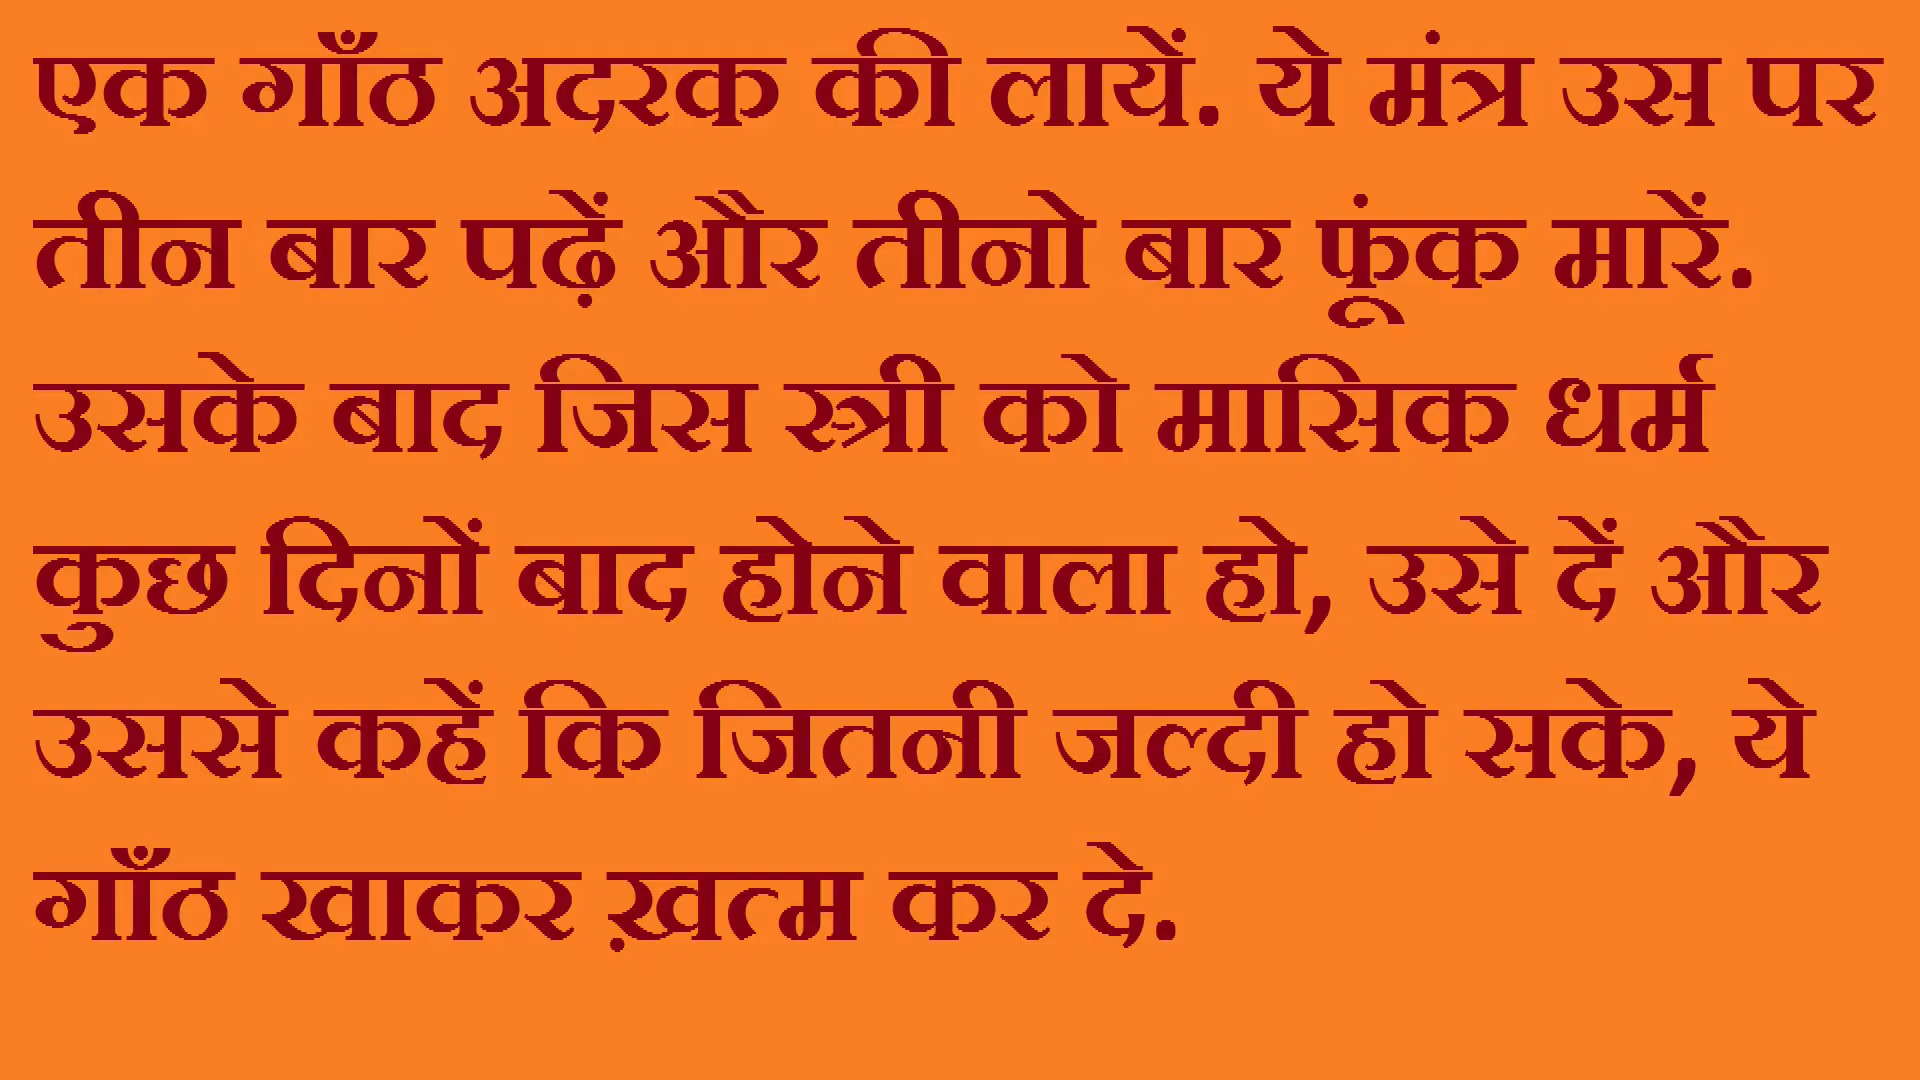 एक गाँठ अदरक की लायें. ये मंत्र उस पर
तीन बार पढ़ें और तीनो बार फूंक मारें.
उसके बाद जिस स्त्री को मासिक धर्म
कुछ दिनों बाद होने वाला हो, उसे दें और
उससे कहें कि जितनी जल्दी हो सके, ये
गाँठ खाकर ख़त्म कर दे.